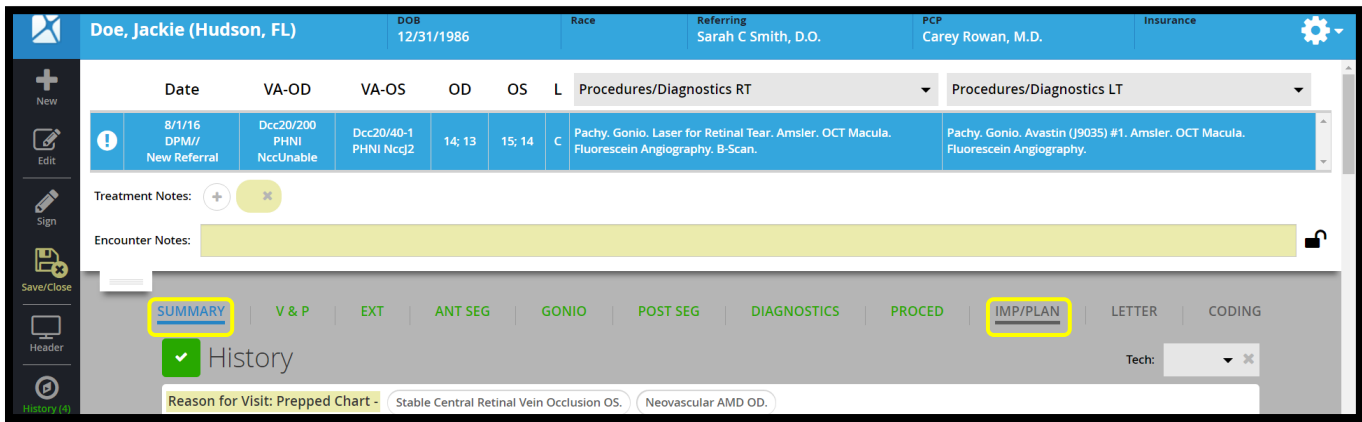 Doe, Jackie (Hudson, FL)
DOB
12/31/1986
Race
Referring
Sarah C Smith, D.O.
PCP
Carey Rowan, M.D.
Insurance
New
Edit
Sign
Save/Close
Header
History (4)
Date VA-OD VA-OS OD OS L Procedures/Diagnostics RT Procedures/Diagnostics LT
8/1/16
DPM//
New Referral
Dcc20/200
PHNI
NccUnable
Dcc20/40-1
PHNI NccJ2
14; 13
15; 14
C
Pachy. Gonio. Laser for Retinal Tear. Amsler. OCT Macula.
Fluorescein Angiography. B-Scan.
Pachy. Gonio. Avastin (J9035) #1. Amsler. OCT Macula.
Fluorescein Angiography.
Treatment Notes:
Encounter Notes:
SUMMARY V & P EXT ANT SEG GONIO POST SEG DIAGNOSTICS PROCED IMP/PLAN LETTER CODING
History
Tech:
Reason for Visit: Prepped Chart - Stable Central Retinal Vein Occlusion OS. Neovascular AMD OD.